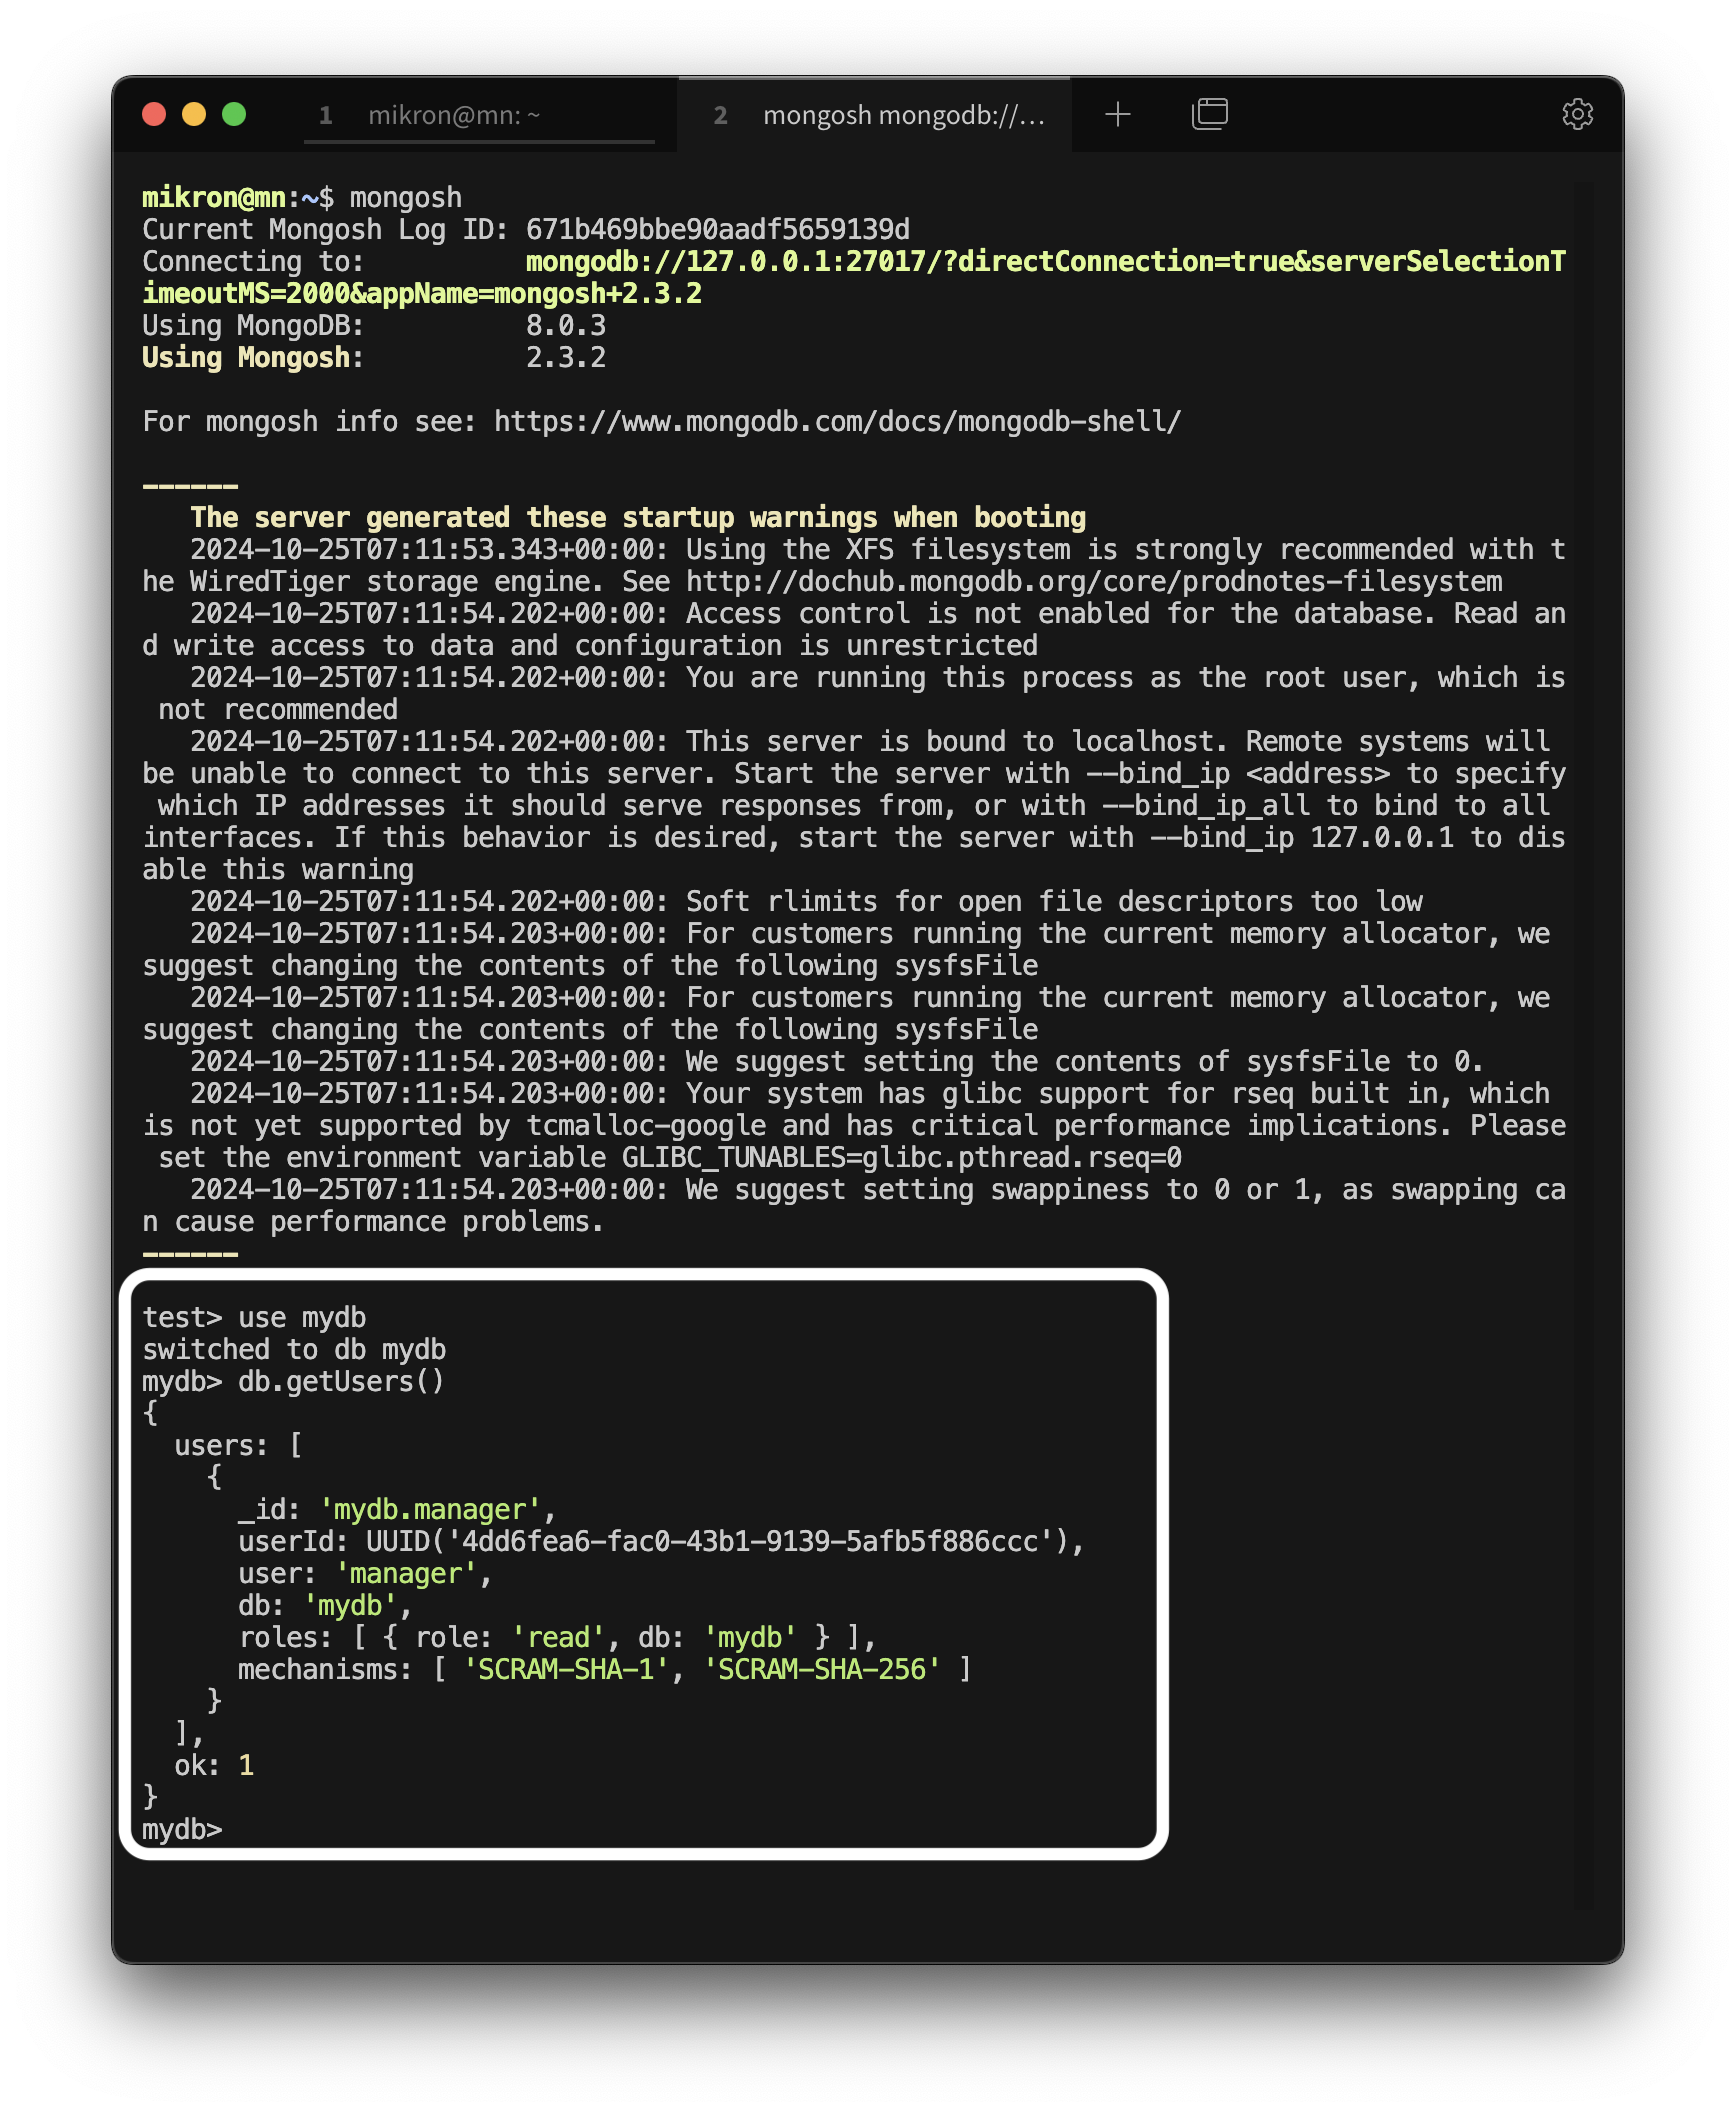 1 mikron@mn: ~ 2 mongosh mongodb://...
mikron@mn:~$ mongosh
Current Mongosh Log ID: 671b469bbe90aadf5659139d
Connecting to:          mongodb://127.0.0.1:27017/?directConnection=true&serverSelectionT
imeoutMS=2000&appName=mongosh+2.3.2
Using MongoDB:          8.0.3
Using Mongosh:          2.3.2
For mongosh info see: https://www.mongodb.com/docs/mongodb-shell/
------
   The server generated these startup warnings when booting
   2024-10-25T07:11:53.343+00:00: Using the XFS filesystem is strongly recommended with t
he WiredTiger storage engine. See http://dochub.mongodb.org/core/prodnotes-filesystem
   2024-10-25T07:11:54.202+00:00: Access control is not enabled for the database. Read an
d write access to data and configuration is unrestricted
   2024-10-25T07:11:54.202+00:00: You are running this process as the root user, which is
 not recommended
   2024-10-25T07:11:54.202+00:00: This server is bound to localhost. Remote systems will
be unable to connect to this server. Start the server with --bind_ip <address> to specify
 which IP addresses it should serve responses from, or with --bind_ip_all to bind to all
interfaces. If this behavior is desired, start the server with --bind_ip 127.0.0.1 to dis
able this warning
   2024-10-25T07:11:54.202+00:00: Soft rlimits for open file descriptors too low
   2024-10-25T07:11:54.203+00:00: For customers running the current memory allocator, we
suggest changing the contents of the following sysfsFile
   2024-10-25T07:11:54.203+00:00: For customers running the current memory allocator, we
suggest changing the contents of the following sysfsFile
   2024-10-25T07:11:54.203+00:00: We suggest setting the contents of sysfsFile to 0.
   2024-10-25T07:11:54.203+00:00: Your system has glibc support for rseq built in, which
is not yet supported by tcmalloc-google and has critical performance implications. Please
 set the environment variable GLIBC_TUNABLES=glibc.pthread.rseq=0
   2024-10-25T07:11:54.203+00:00: We suggest setting swappiness to 0 or 1, as swapping ca
n cause performance problems.
------
test> use mydb
switched to db mydb
mydb> db.getUsers()
{
  users: [
    {
      _id: 'mydb.manager',
      userId: UUID('4dd6fea6-fac0-43b1-9139-5afb5f886ccc'),
      user: 'manager',
      db: 'mydb',
      roles: [ { role: 'read', db: 'mydb' } ],
      mechanisms: [ 'SCRAM-SHA-1', 'SCRAM-SHA-256' ]
    }
  ],
  ok: 1
}
mydb>